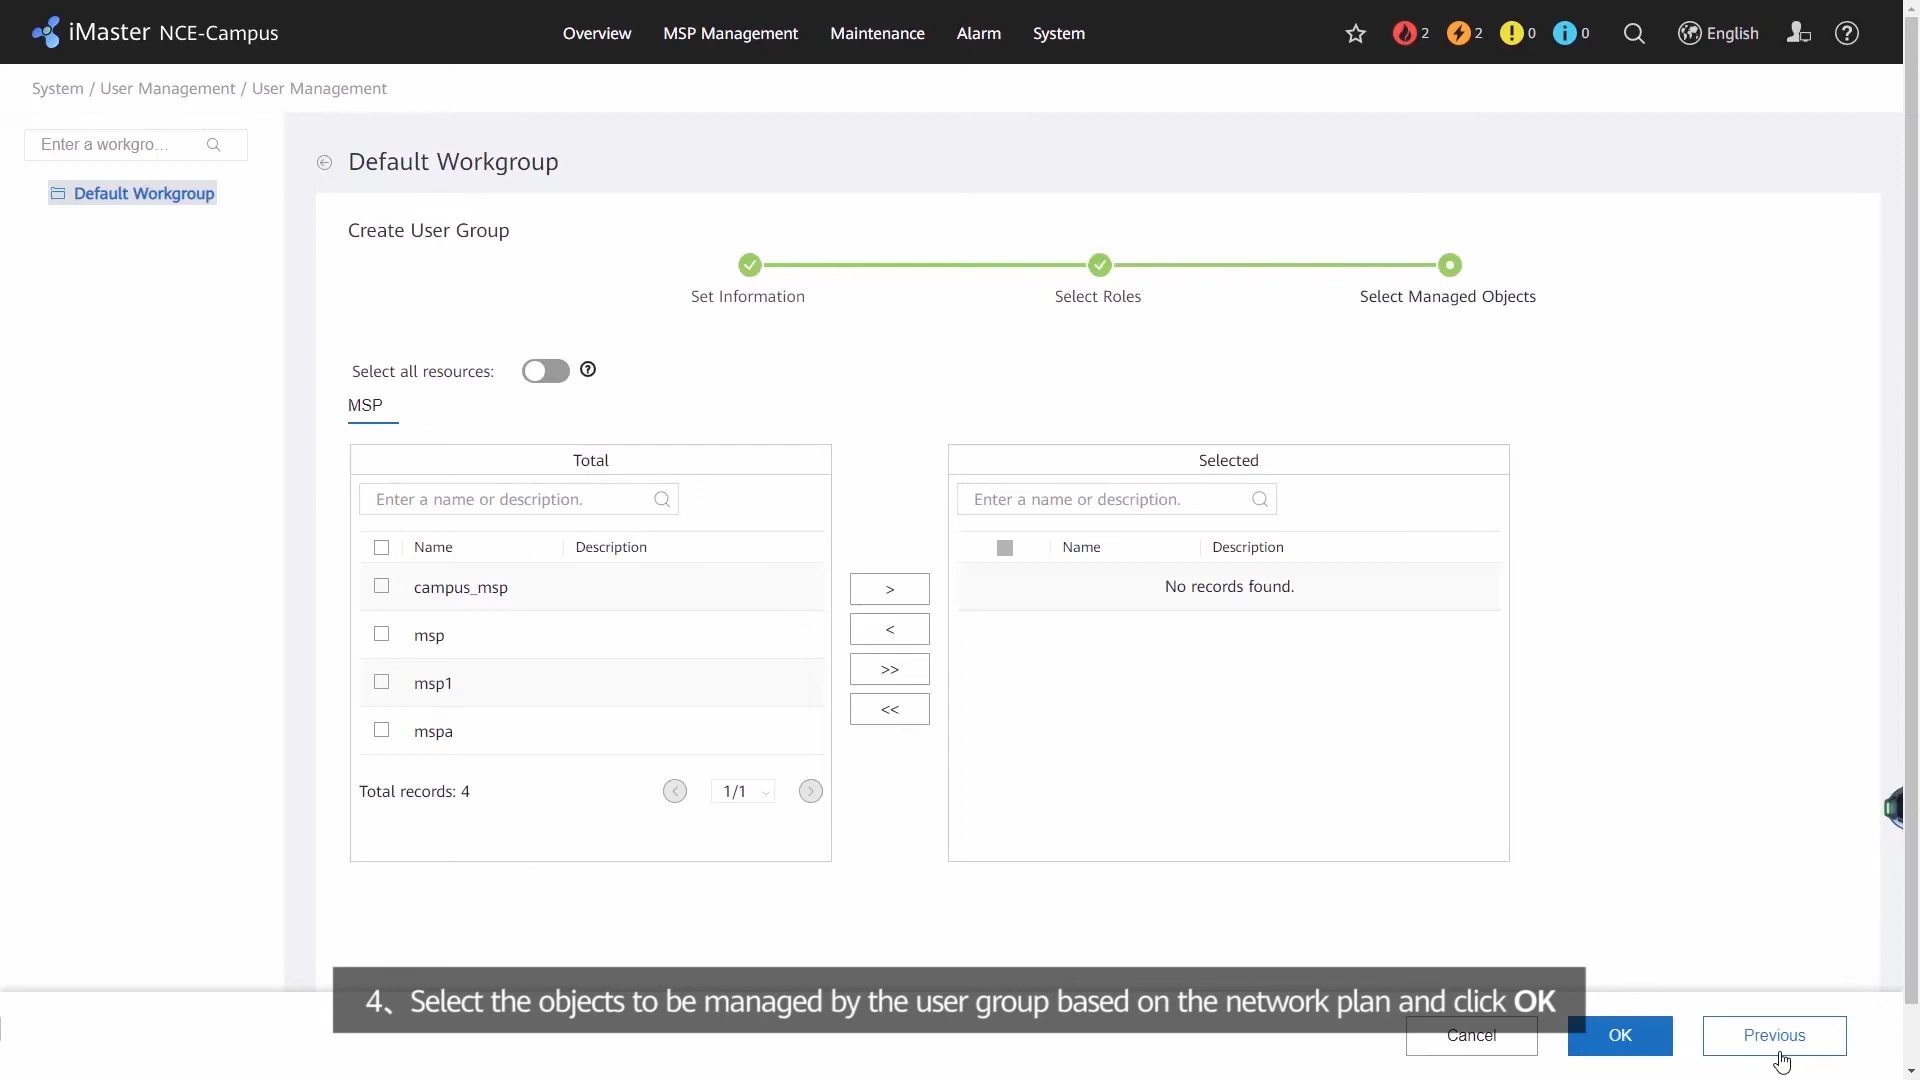 iMaster NCE-Campus
Overview
MSP Management
Maintenance
Alarm
System
2
2
0
0
English
System / User Management / User Management
Enter a workgro...
Default Workgroup
Default Workgroup
Create User Group
Set Information
Select Roles
Select Managed Objects
Select all resources:
MSP
Total
Selected
Enter a name or description.
Enter a name or description.
Name
Description
Name
Description
campus_msp
No records found.
msp
msp1
mspa
>
<
>>
<<
Total records: 4
1/1
4、Select the objects to be managed by the user group based on the network plan and click OK
Cancel
OK
Previous